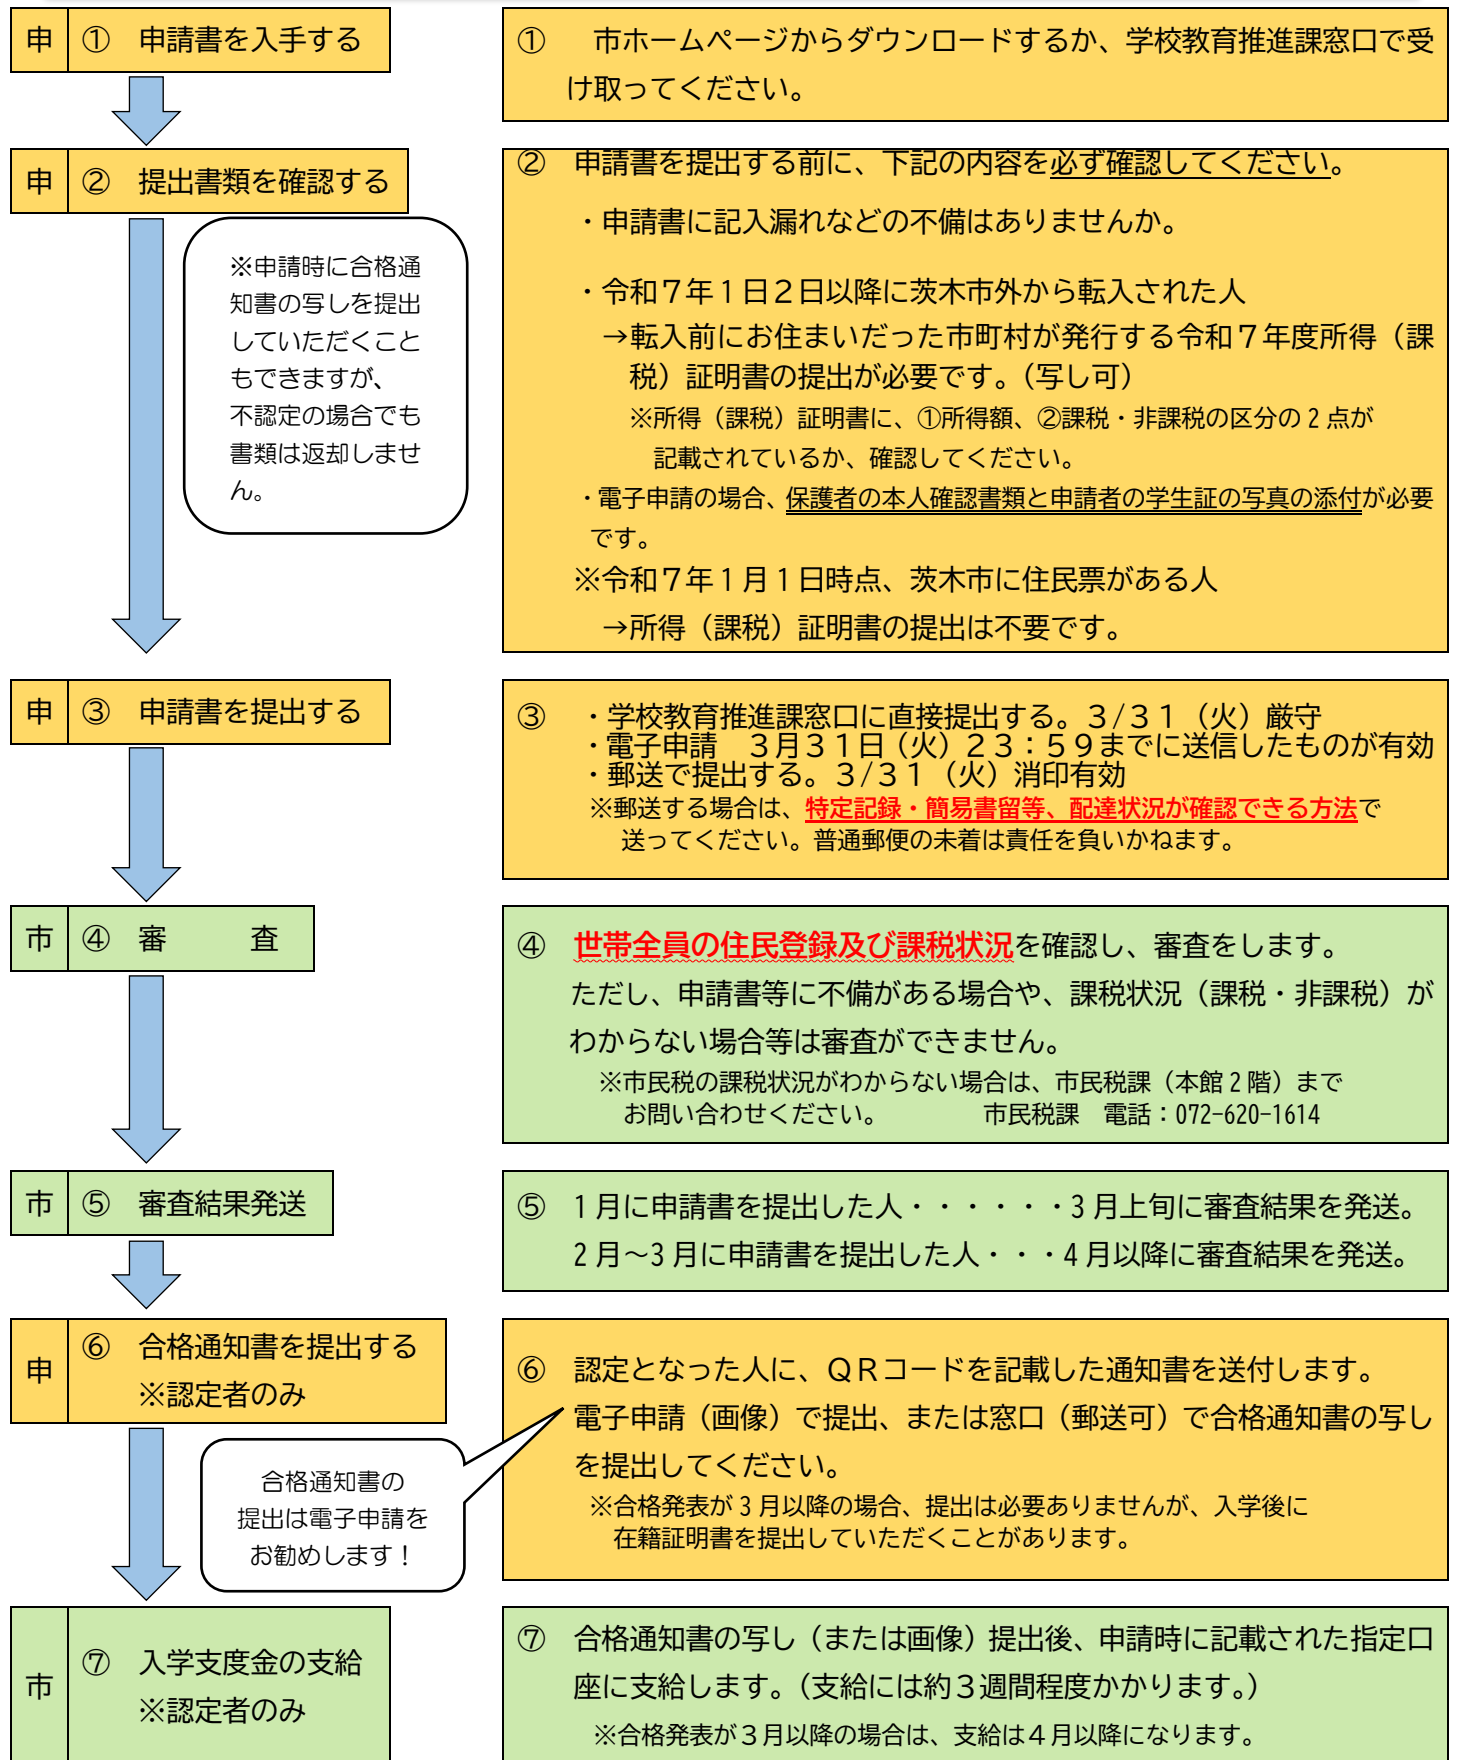 申 ① 申請書を入手する
① 市ホームページからダウンロードするか、学校教育推進課窓口で受
け取ってください。
申 ② 提出書類を確認する
※申請時に合格通
知書の写しを提出
していただくこと
もできますが、
不認定の場合でも
書類は返却しませ
ん。
② 申請書を提出する前に、下記の内容を必ず確認してください。
・申請書に記入漏れなどの不備はありませんか。
・令和７年１日２日以降に茨木市外から転入された人
→転入前にお住まいだった市町村が発行する令和７年度所得（課
税）証明書の提出が必要です。（写し可）
※所得（課税）証明書に、①所得額、②課税・非課税の区分の２点が
記載されているか、確認してください。
・電子申請の場合、保護者の本人確認書類と申請者の学生証の写真の添付が必要
です。
※令和７年１月１日時点、茨木市に住民票がある人
→所得（課税）証明書の提出は不要です。
申 ③ 申請書を提出する
③ ・学校教育推進課窓口に直接提出する。３/３１（火）厳守
・電子申請 ３月３１日（火）２３：５９までに送信したものが有効
・郵送で提出する。３/３１（火）消印有効
※郵送する場合は、特定記録・簡易書留等、配達状況が確認できる方法で
送ってください。普通郵便の未着は責任を負いかねます。
市 ④ 審 査
④ 世帯全員の住民登録及び課税状況を確認し、審査をします。
ただし、申請書等に不備がある場合や、課税状況（課税・非課税）が
わからない場合等は審査ができません。
※市民税の課税状況がわからない場合は、市民税課（本館２階）まで
お問い合わせください。 市民税課 電話：072-620-1614
市 ⑤ 審査結果発送
⑤ 1月に申請書を提出した人・・・・・・3月上旬に審査結果を発送。
2月～3月に申請書を提出した人・・・4月以降に審査結果を発送。
申 ⑥ 合格通知書を提出する
※認定者のみ
合格通知書の
提出は電子申請を
お勧めします！
⑥ 認定となった人に、ＱＲコードを記載した通知書を送付します。
電子申請（画像）で提出、または窓口（郵送可）で合格通知書の写し
を提出してください。
※合格発表が３月以降の場合、提出は必要ありませんが、入学後に
在籍証明書を提出していただくことがあります。
市 ⑦ 入学支度金の支給
※認定者のみ
⑦ 合格通知書の写し（または画像）提出後、申請時に記載された指定口
座に支給します。（支給には約３週間程度かかります。）
※合格発表が３月以降の場合は、支給は４月以降になります。